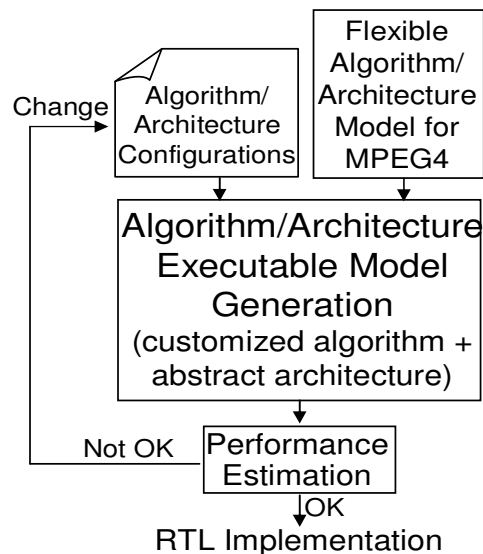 Change
Algorithm/
Architecture
Configurations
Flexible
Algorithm/
Architecture
Model for
MPEG4
Algorithm/Architecture
Executable Model
Generation
(customized algorithm +
abstract architecture)
Not OK
Performance
Estimation
OK
RTL Implementation